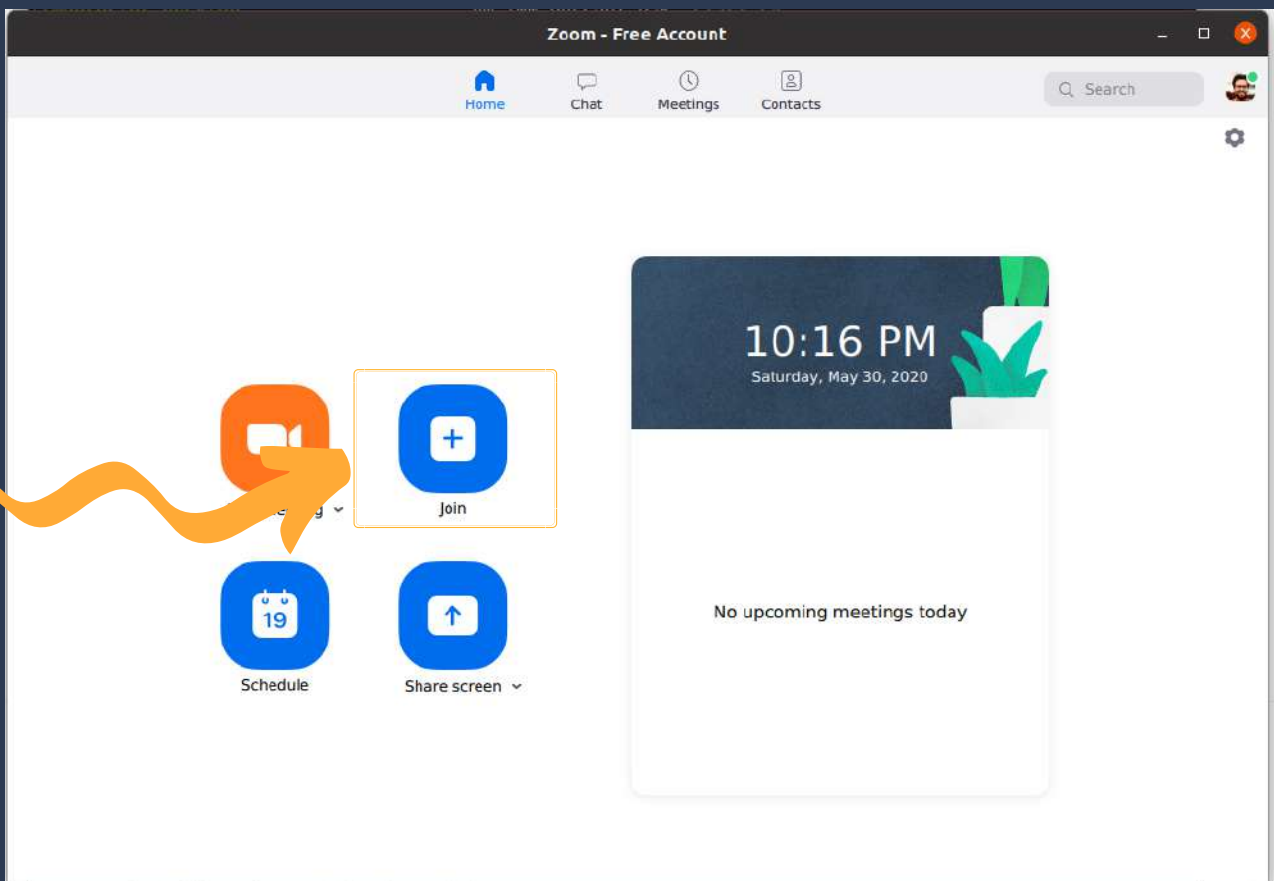 Zoom - Free Account
Home
Chat
Meetings
Contacts
Search
10:16 PM
Saturday, May 30, 2020
Join
19
Schedule
Share screen
No upcoming meetings today